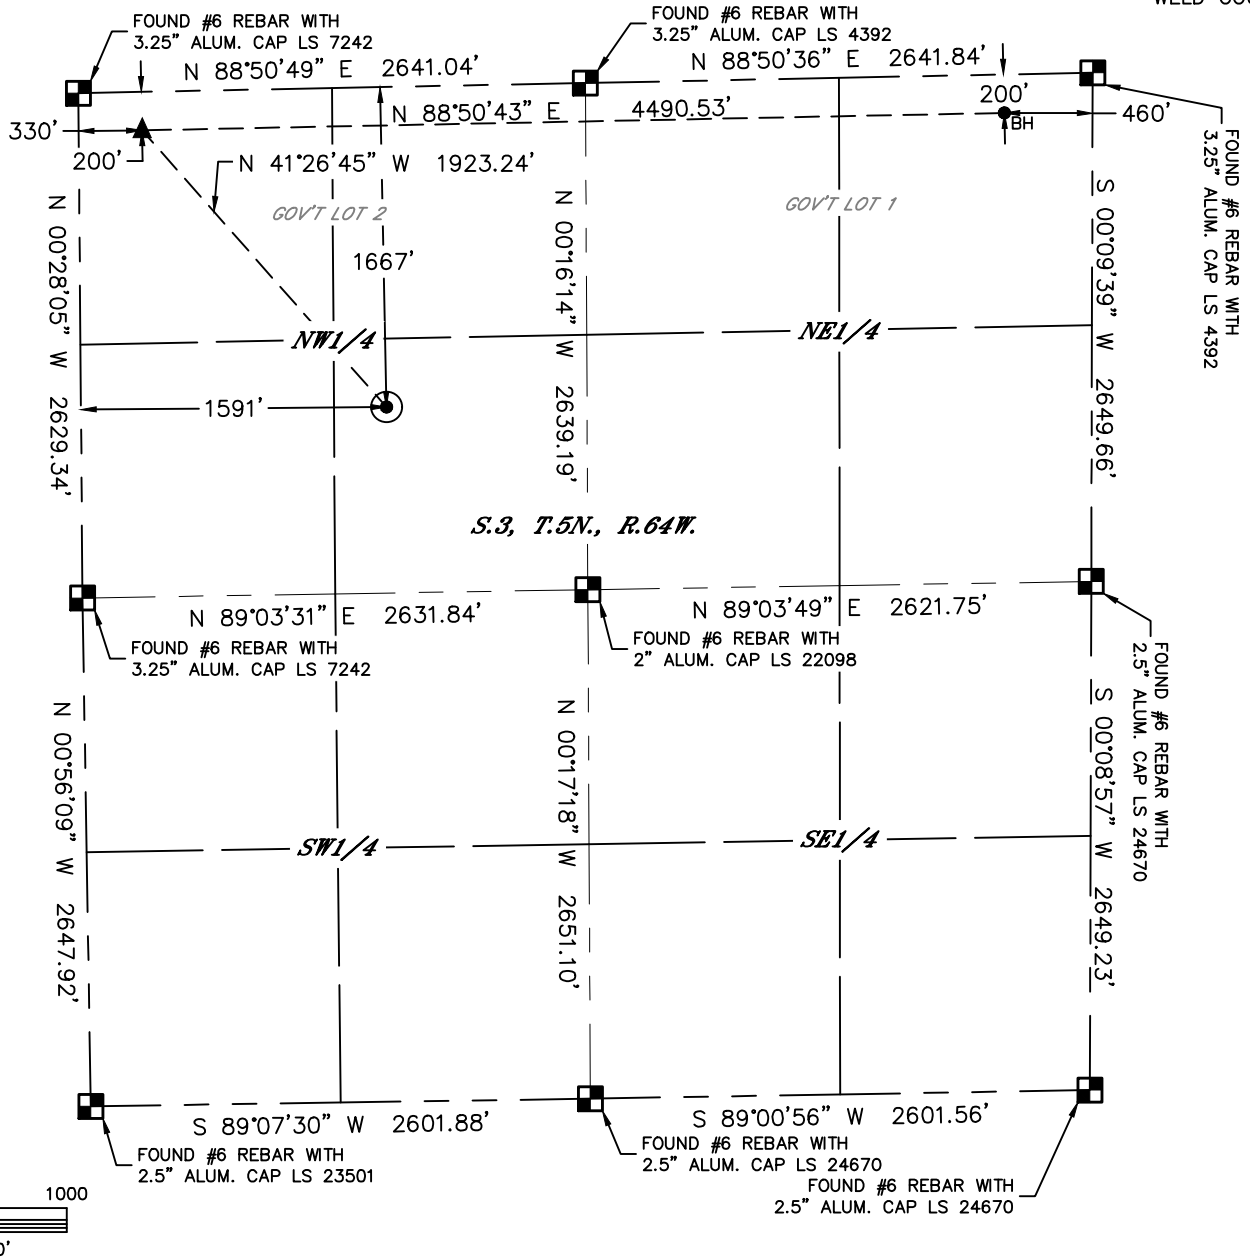 FOUND #6 REBAR WITH
3.25" ALUM. CAP LS 7242
FOUND #6 REBAR WITH
3.25" ALUM. CAP LS 4392
N 88°50'49" E 2641.04'
N 88°50'36" E 2641.84'
N 88°50'43" E 4490.53'
200'
BH
330'
460'
200'
N 41°26'45" W 1923.24'
FOUND #6 REBAR WITH
3.25" ALUM. CAP LS 4392
GOV'T LOT 2
GOV'T LOT 1
N 00°28'05" W 2629.34'
N 00°16'14" W 2639.19'
S 00°09'39" W 2649.66'
1667'
NW1/4
NE1/4
1591'
S.3, T.5N., R.64W.
N 89°03'31" E 2631.84'
N 89°03'49" E 2621.75'
FOUND #6 REBAR WITH
3.25" ALUM. CAP LS 7242
FOUND #6 REBAR WITH
2" ALUM. CAP LS 22098
FOUND #6 REBAR WITH
2.5" ALUM. CAP LS 24670
N 00°56'09" W 2647.92'
N 00°17'18" W 2651.10'
S 00°08'57" W 2649.23'
SW1/4
SE1/4
S 89°07'30" W 2601.88'
S 89°00'56" W 2601.56'
FOUND #6 REBAR WITH
2.5" ALUM. CAP LS 23501
FOUND #6 REBAR WITH
2.5" ALUM. CAP LS 24670
FOUND #6 REBAR WITH
2.5" ALUM. CAP LS 24670
1000